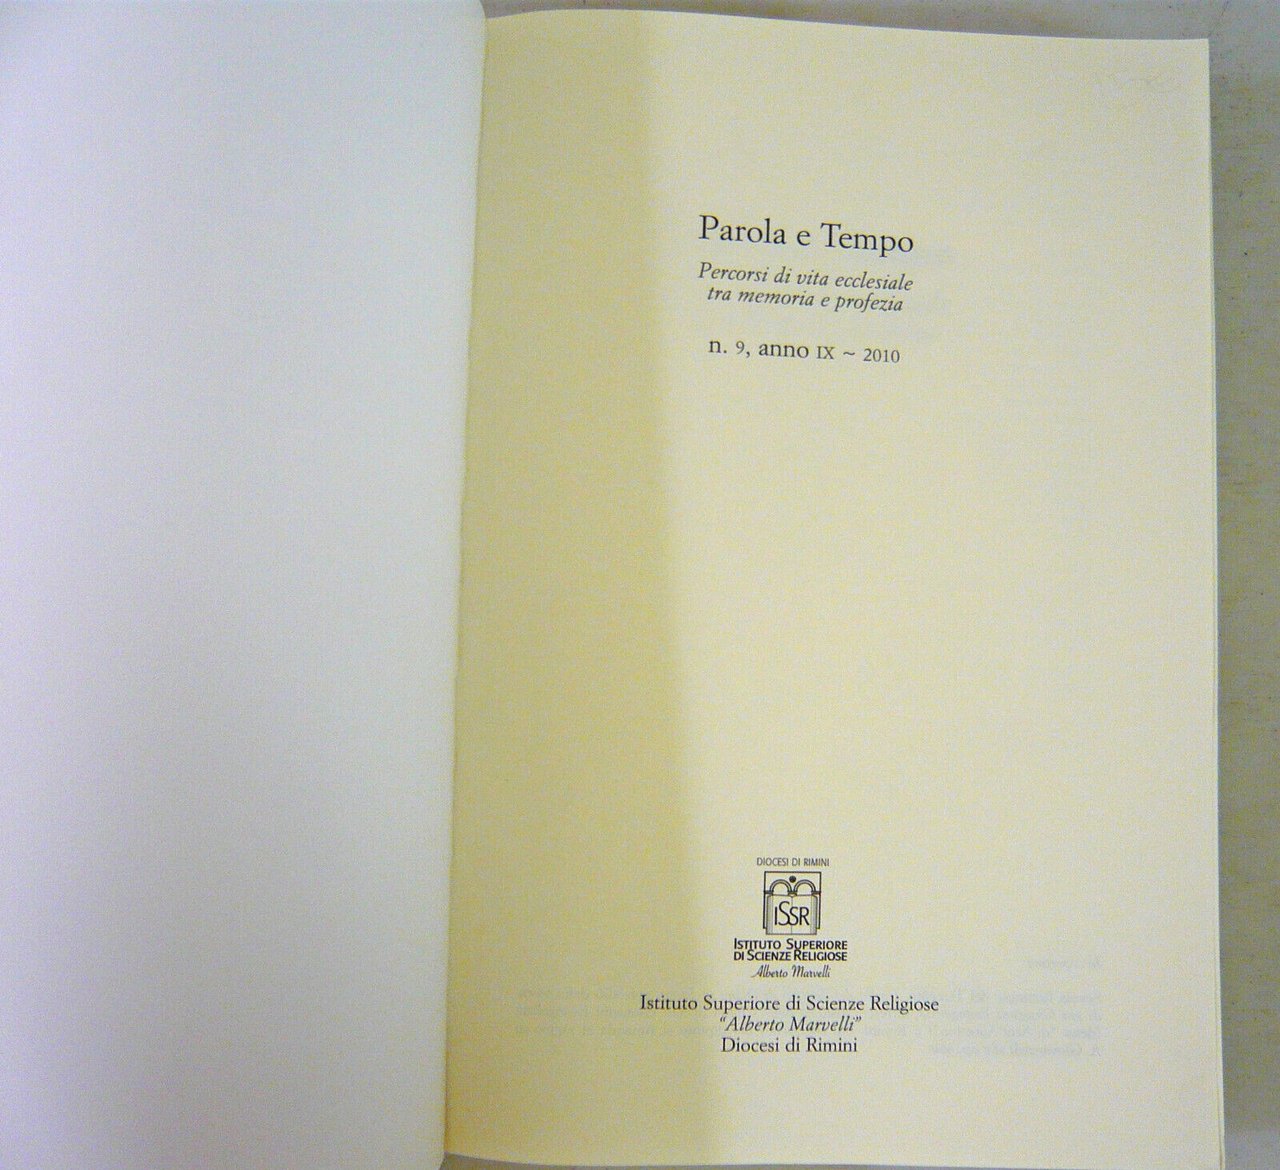 Parola e Tempo
Percorsi di vita ecclesiale
tra memoria e profezia
n. 9, anno IX ~ 2010
DIOCESI DI RIMINI
ISSR
ISTITUTO SUPERIORE
DI SCIENZE RELIGIOSE
Alberto Marvelli
Istituto Superiore di Scienze Religiose
"Alberto Marvelli"
Diocesi di Rimini